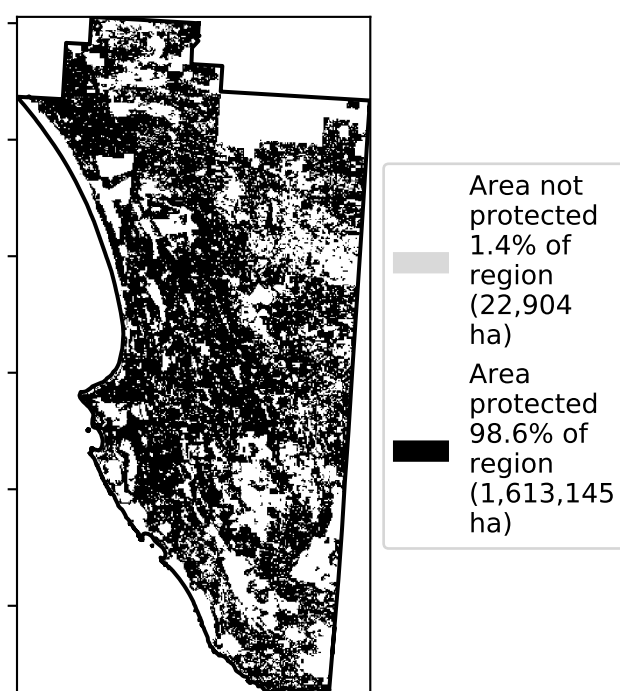 Area not
protected
1.4% of
region
(22,904
ha)
Area
protected
98.6% of
region
(1,613,145
ha)